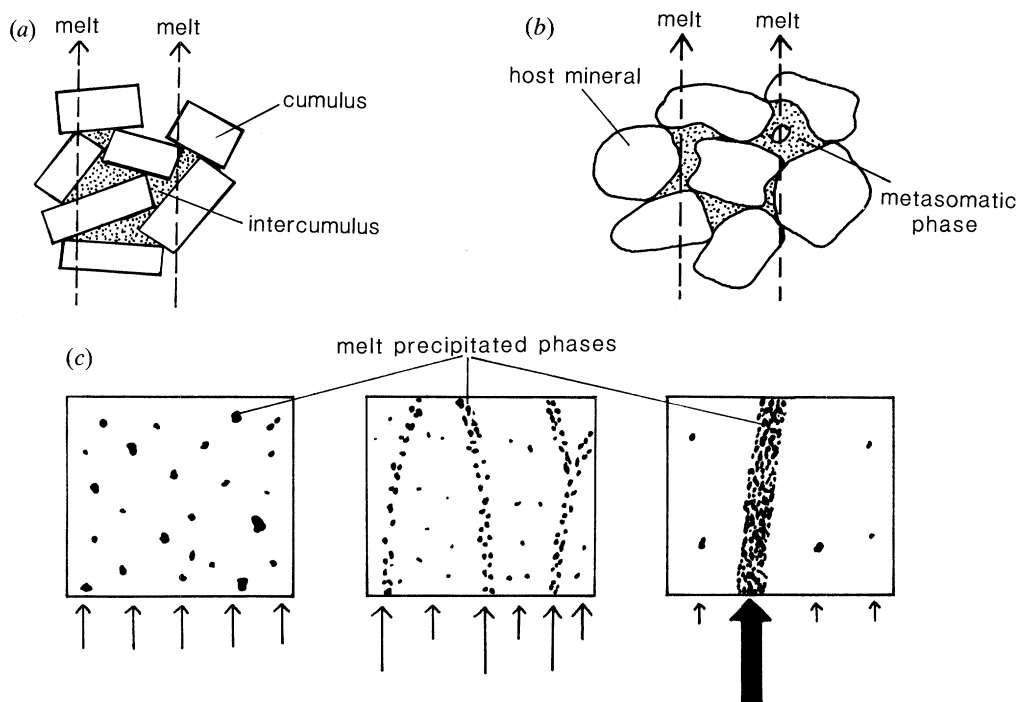 (a)
melt
melt
cumulus
intercumulus
(b)
melt
melt
host mineral
metasomatic
phase
(c)
melt precipitated phases